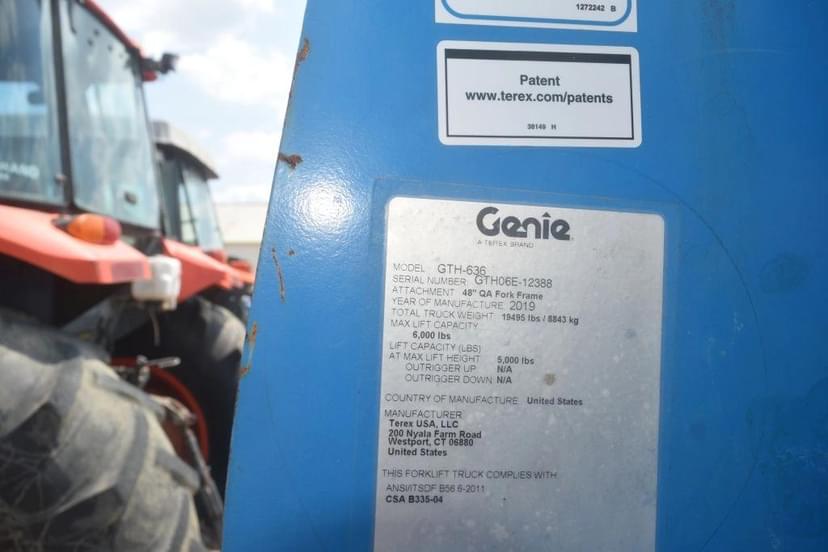 1272242 B
Patent
www.terex.com/patents
38149 H
Genie
A TEREX BRAND
MODEL GTH-636
SERIAL NUMBER GTH06E-12388
ATTACHMENT 48" QA Fork Frame
YEAR OF MANUFACTURE 2019
TOTAL TRUCK WEIGHT 19495 lbs / 8843 kg
MAX LIFT CAPACITY
6,000 lbs
LIFT CAPACITY (LBS)
AT MAX LIFT HEIGHT 5,000 lbs
OUTRIGGER UP N/A
OUTRIGGER DOWN N/A
COUNTRY OF MANUFACTURE United States
MANUFACTURER
Terex USA, LLC
200 Nyala Farm Road
Westport, CT 06880
United States
THIS FORKLIFT TRUCK COMPLIES WITH
ANSI/ITSDF B56.6-2011
CSA B335-04